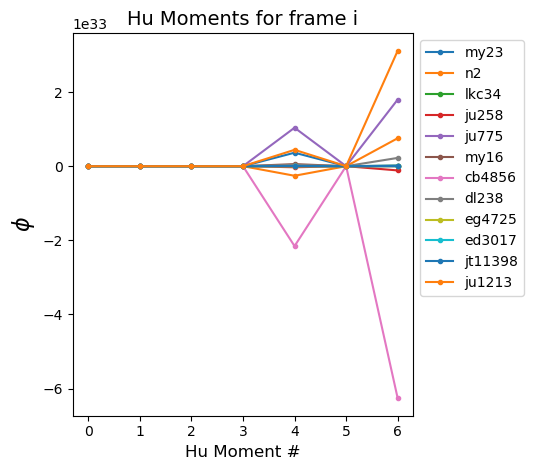 Hu Moments for frame i
1e33
2
0
−2
−4
−6
ϕ
0 1 2 3 4 5 6
Hu Moment #
my23
n2
lkc34
ju258
ju775
my16
cb4856
dl238
eg4725
ed3017
jt11398
ju1213